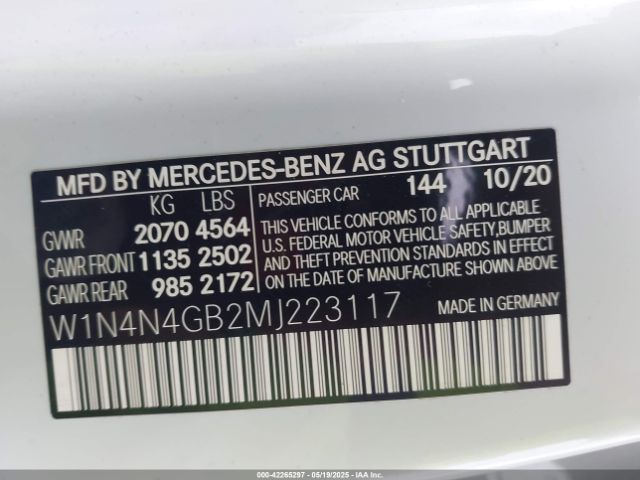 MFD BY MERCEDES-BENZ AG STUTTGART
KG LBS
PASSENGER CAR 144 10/20
GVWR 2070 4564
GAWR FRONT 1135 2502
GAWR REAR 985 2172
THIS VEHICLE CONFORMS TO ALL APPLICABLE
U.S. FEDERAL MOTOR VEHICLE SAFETY,BUMPER
AND THEFT PREVENTION STANDARDS IN EFFECT
ON THE DATE OF MANUFACTURE SHOWN ABOVE.
W1N4N4GB2MJ223117
MADE IN GERMANY
000-42265297 - 05/19/2025 - IAAI.COM